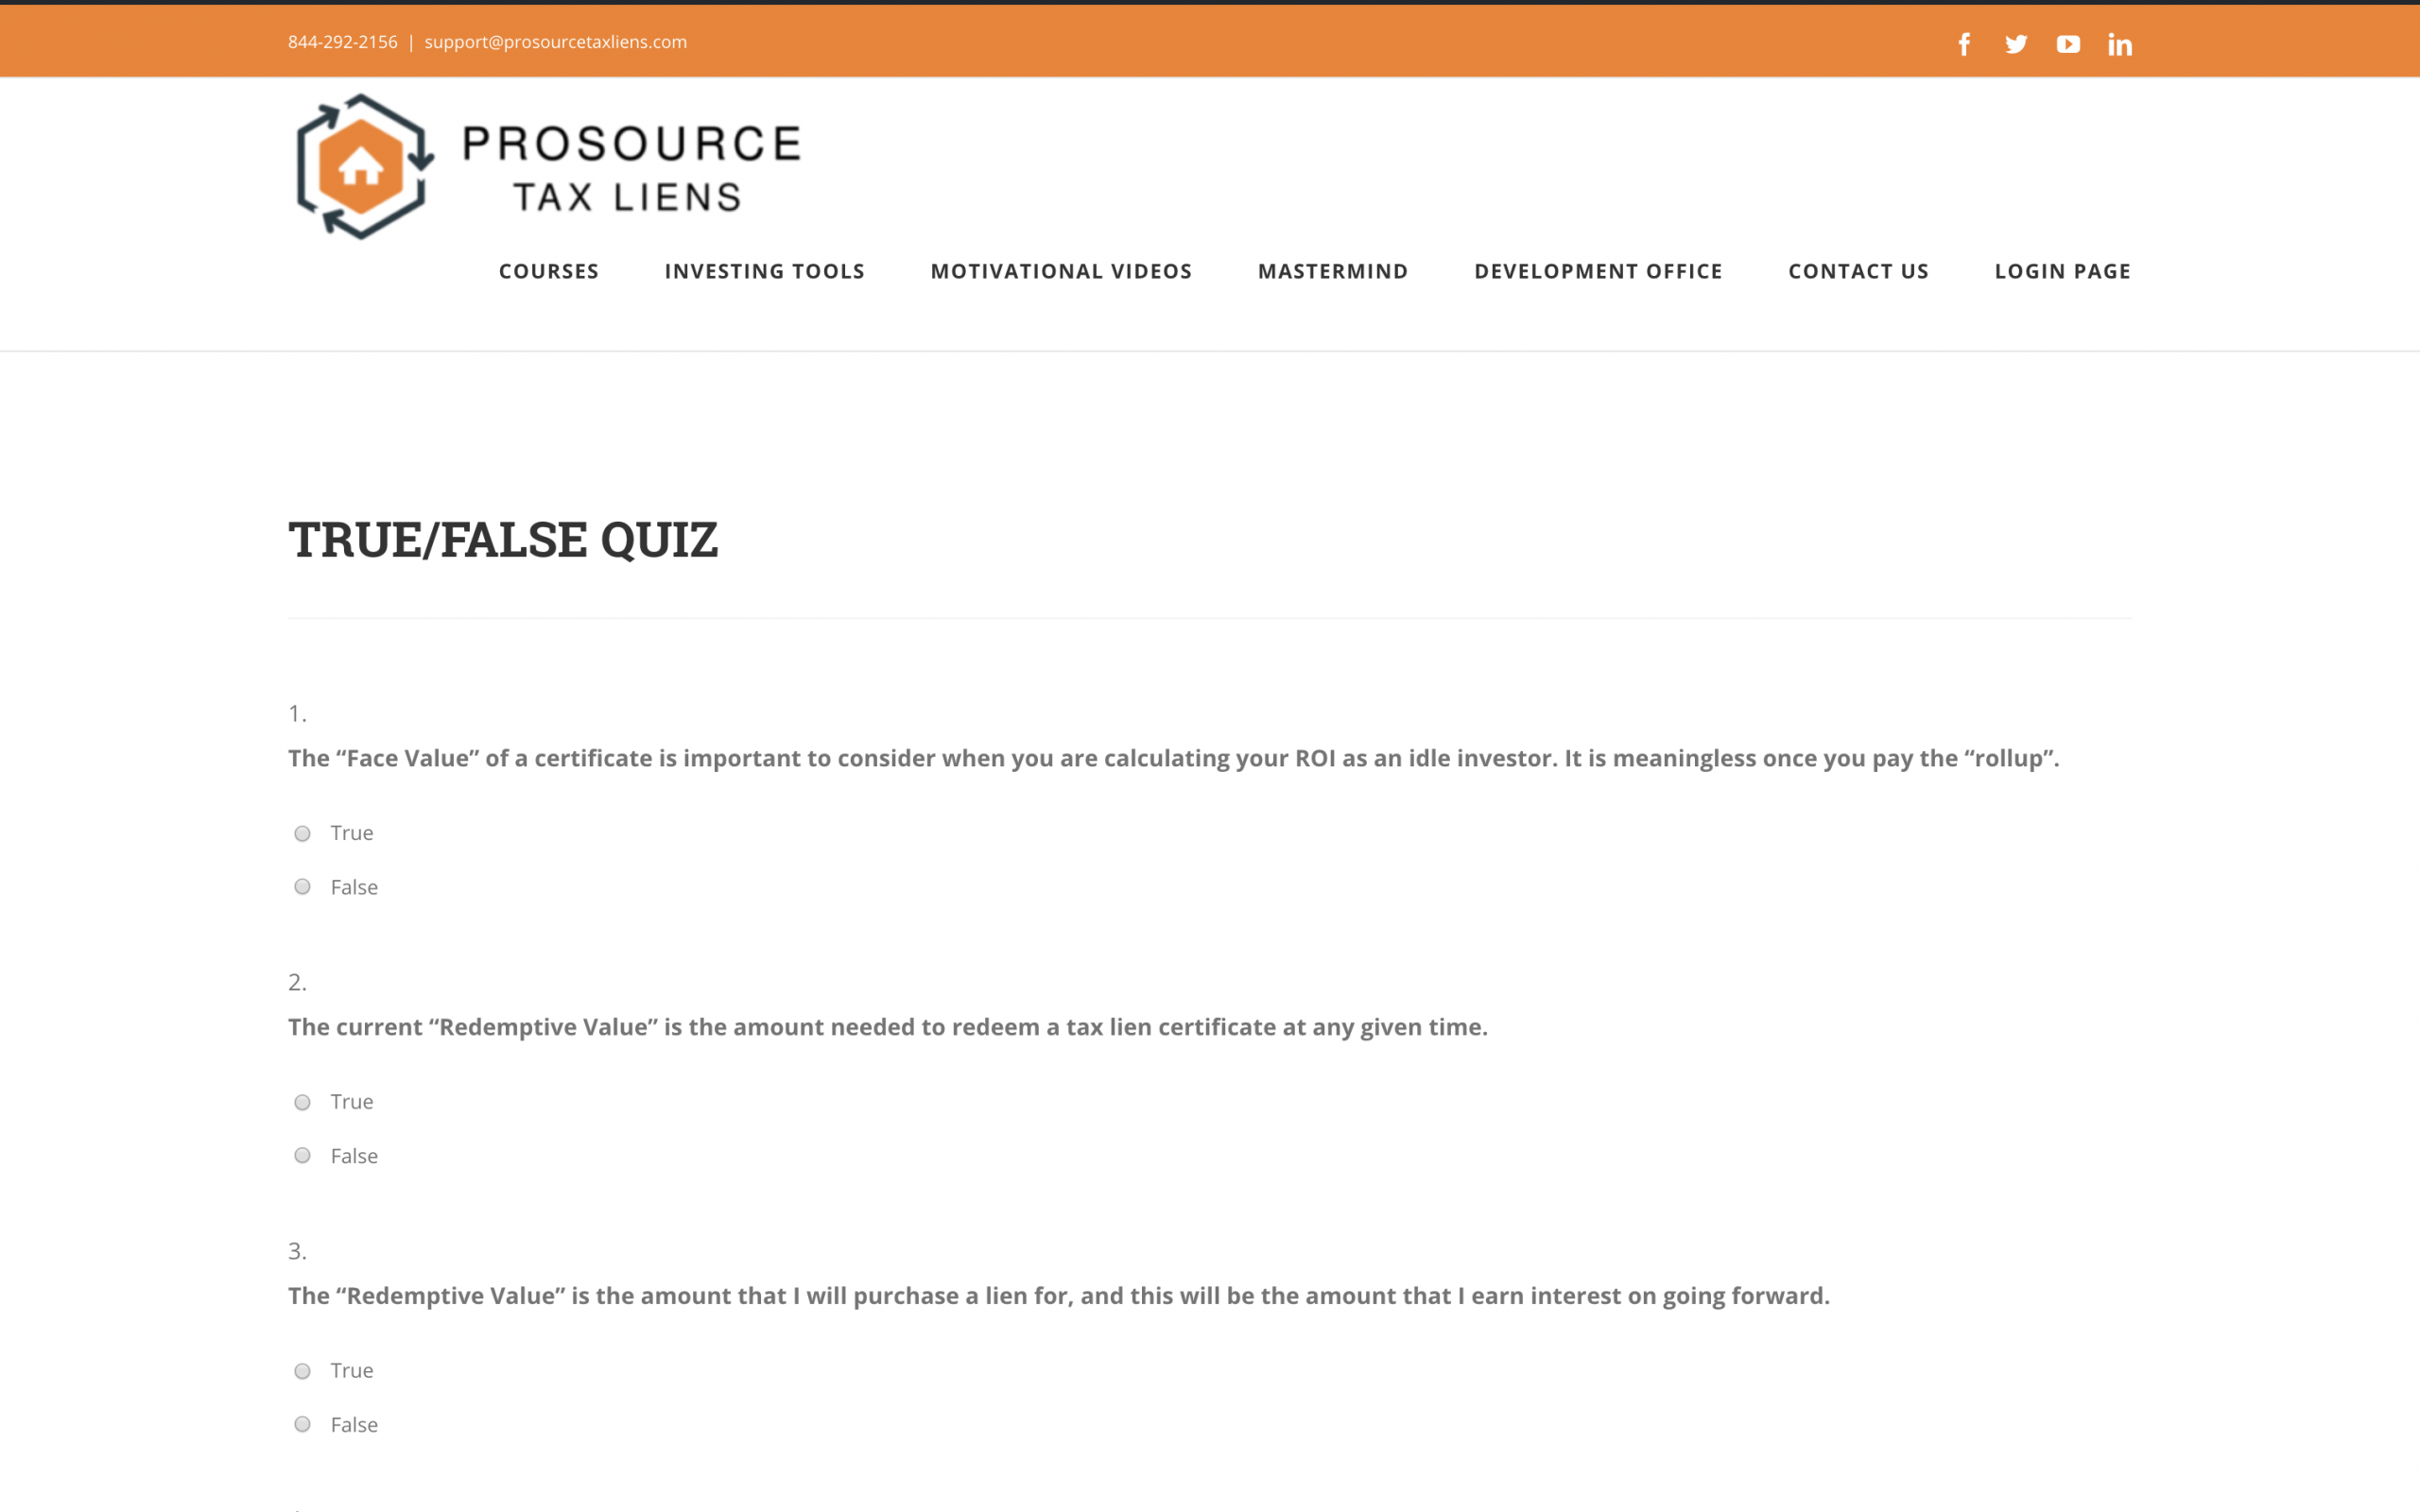 844-292-2156 | support@prosourcetaxliens.com
PROSOURCE
TAX LIENS
COURSES INVESTING TOOLS MOTIVATIONAL VIDEOS MASTERMIND DEVELOPMENT OFFICE CONTACT US LOGIN PAGE
TRUE/FALSE QUIZ
1.
The “Face Value” of a certificate is important to consider when you are calculating your ROI as an idle investor. It is meaningless once you pay the “rollup”.
True
False
2.
The current “Redemptive Value” is the amount needed to redeem a tax lien certificate at any given time.
True
False
3.
The “Redemptive Value” is the amount that I will purchase a lien for, and this will be the amount that I earn interest on going forward.
True
False